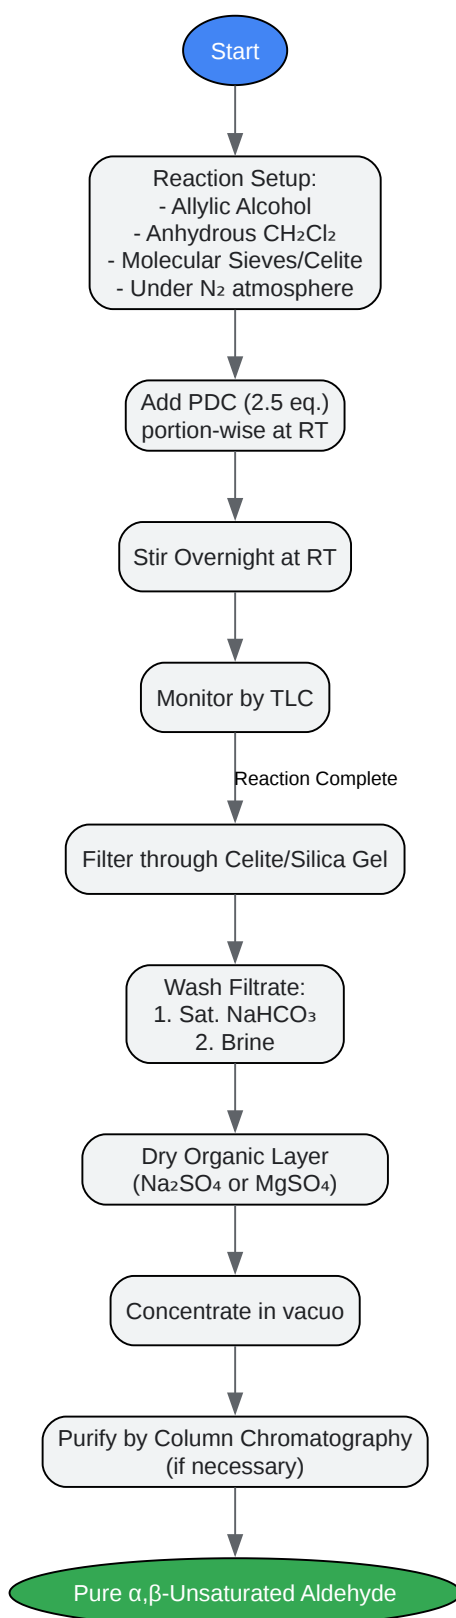 Start
Reaction Setup:
- Allylic Alcohol
- Anhydrous CH₂Cl₂
- Molecular Sieves/Celite
- Under N₂ atmosphere
Add PDC (2.5 eq.)
portion-wise at RT
Stir Overnight at RT
Monitor by TLC
Reaction Complete
Filter through Celite/Silica Gel
Wash Filtrate:
1. Sat. NaHCO₃
2. Brine
Dry Organic Layer
(Na₂SO₄ or MgSO₄)
Concentrate in vacuo
Purify by Column Chromatography
(if necessary)
Pure α,β-Unsaturated Aldehyde